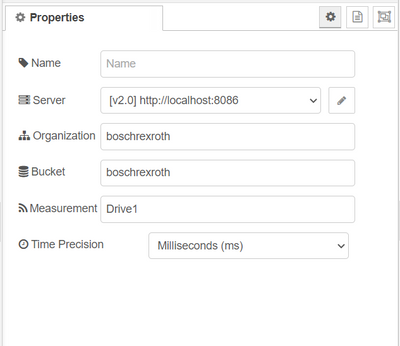 Properties
Name Name
Server [v2.0] http://localhost:8086
Organization boschrexroth
Bucket boschrexroth
Measurement Drive1
Time Precision Milliseconds (ms)